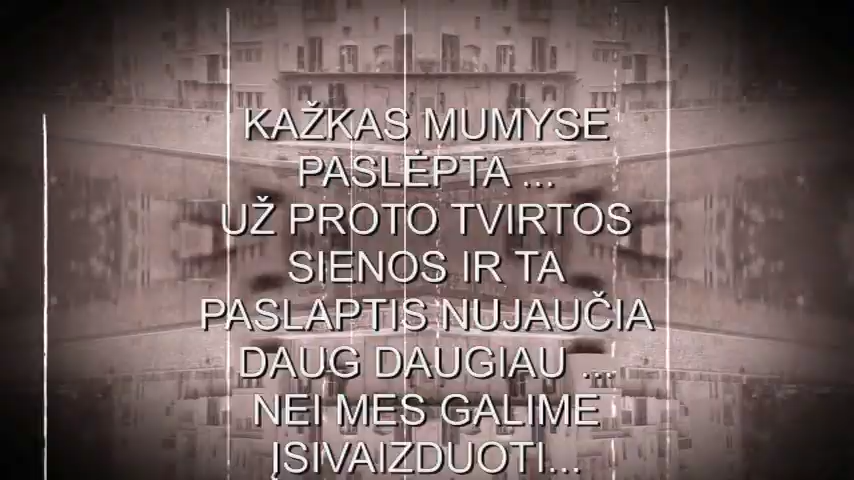 KAŽKAS MUMYSE
PASLĖPTA ...
UŽ PROTO TVIRTOS
SIENOS IR TA
PASLAPTIS NUJAUČIA
DAUG DAUGIAU ...
NEI MES GALIME
ĮSIVAIZDUOTI...